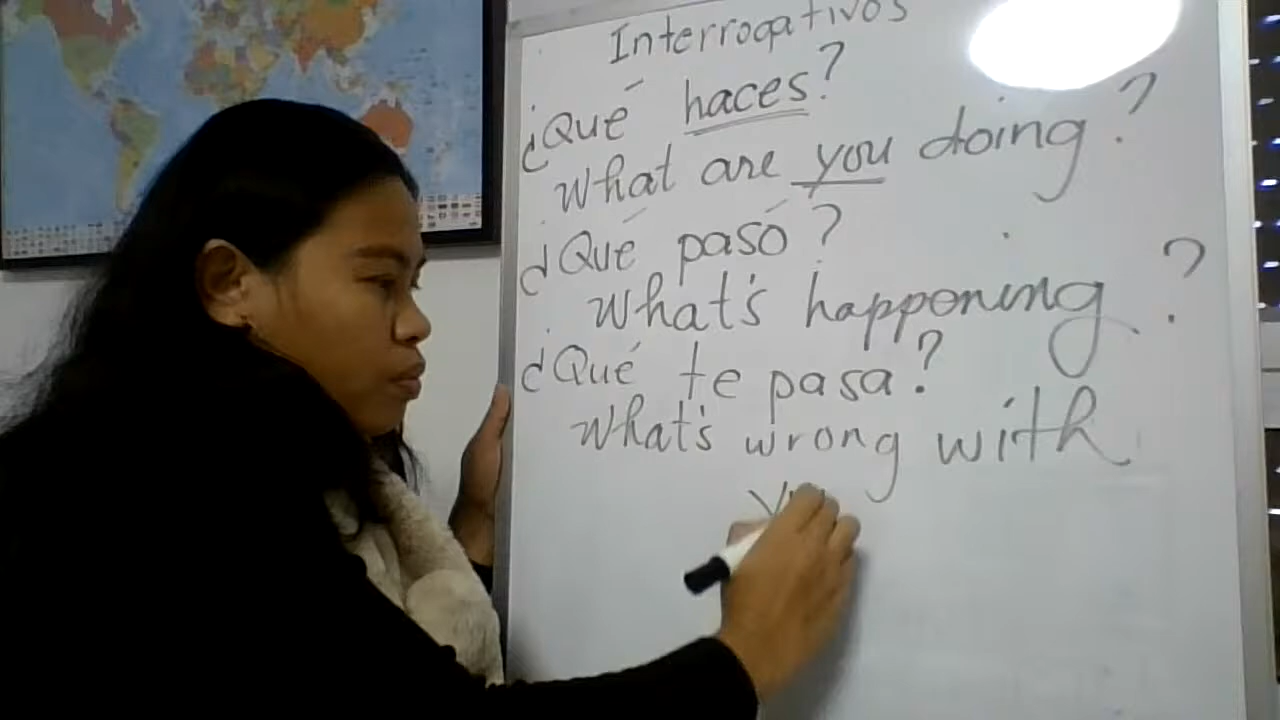 Interrogativos
¿Qué haces?
What are you doing?
¿Qué pasó?
What's happening?
¿Qué te pasa?
What's wrong with